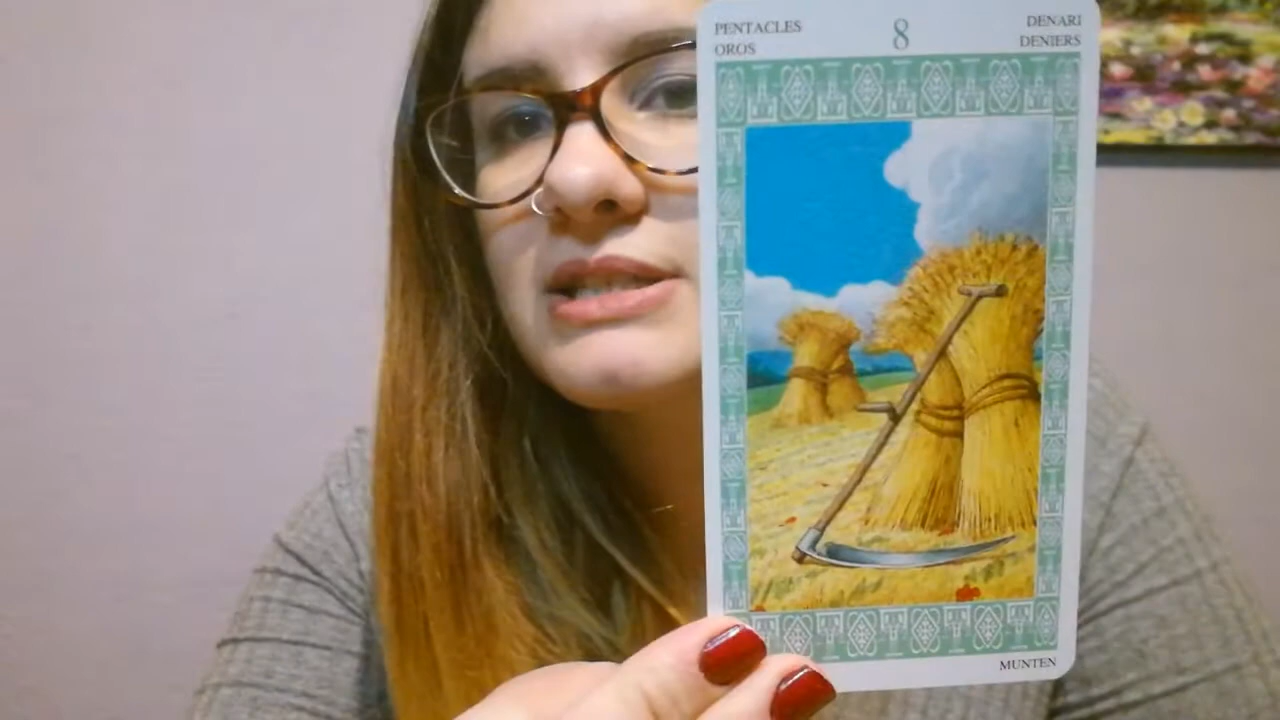 PENTACLES
OROS
8
DENARI
DENIERS
MUNTEN